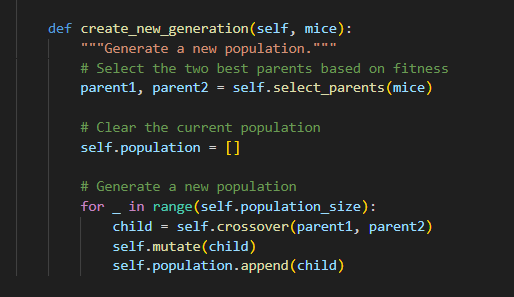 def create_new_generation(self, mice):
"""Generate a new population."""
# Select the two best parents based on fitness
parent1, parent2 = self.select_parents(mice)
# Clear the current population
self.population = []
# Generate a new population
for _ in range(self.population_size):
child = self.crossover(parent1, parent2)
self.mutate(child)
self.population.append(child)